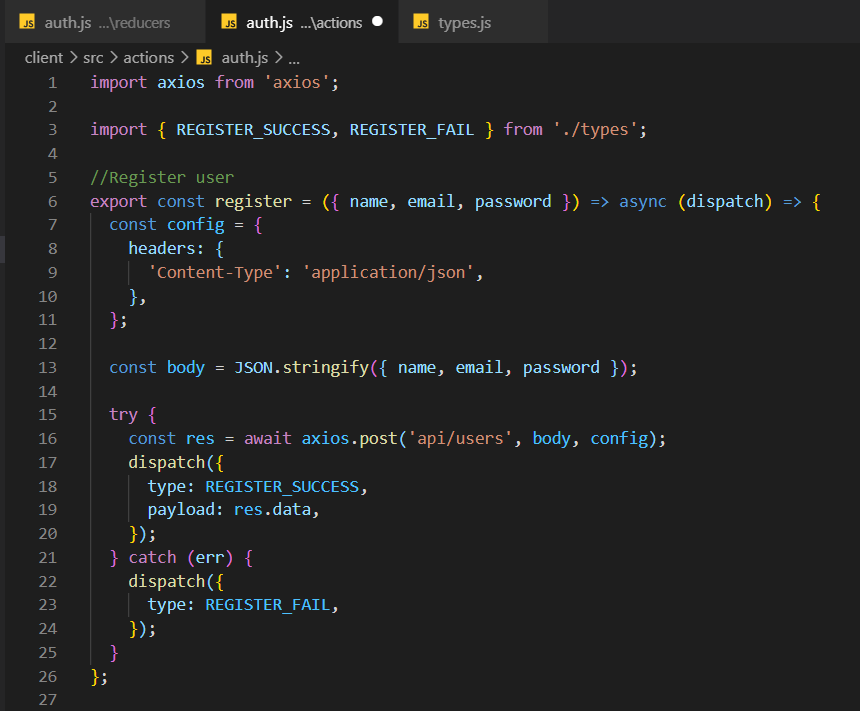 JS auth.js ...\reducers JS auth.js ...\actions JS types.js
client > src > actions > JS auth.js > ...
1 import axios from 'axios';
2
3 import { REGISTER_SUCCESS, REGISTER_FAIL } from './types';
4
5 //Register user
6 export const register = ({ name, email, password }) => async (dispatch) => {
7   const config = {
8     headers: {
9       'Content-Type': 'application/json',
10     },
11   };
12
13   const body = JSON.stringify({ name, email, password });
14
15   try {
16     const res = await axios.post('api/users', body, config);
17     dispatch({
18       type: REGISTER_SUCCESS,
19       payload: res.data,
20     });
21   } catch (err) {
22     dispatch({
23       type: REGISTER_FAIL,
24     });
25   }
26 };
27